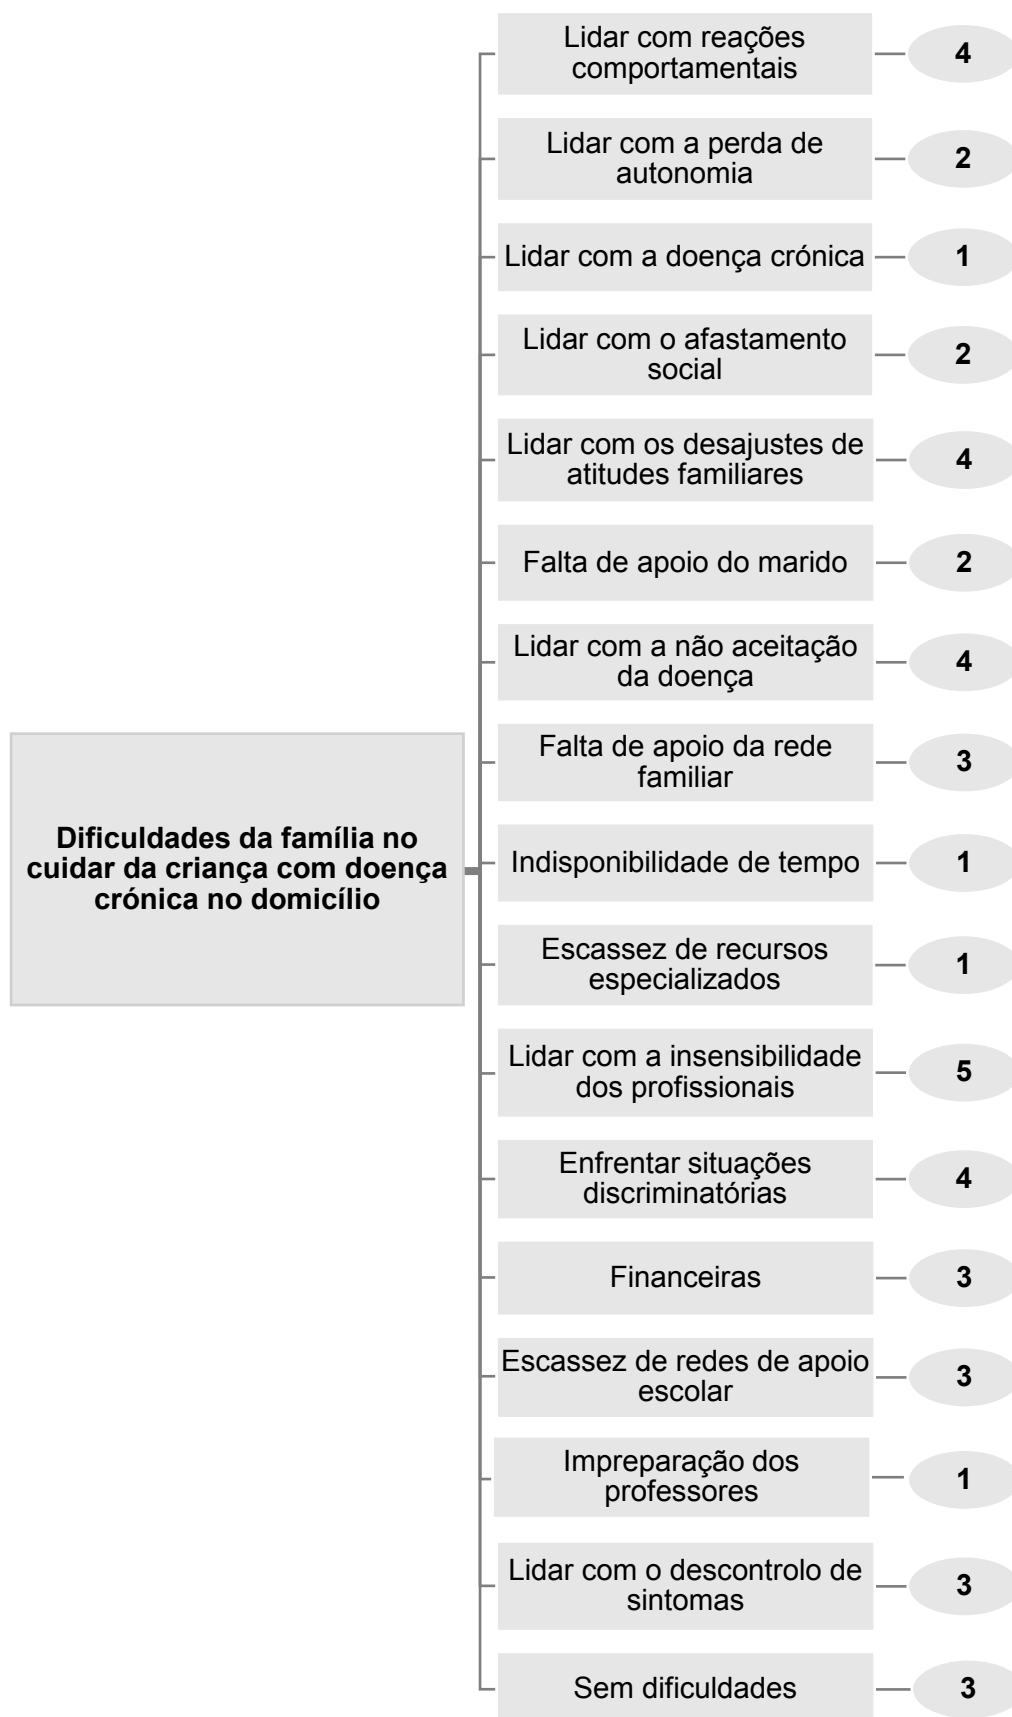 Lidar com reações
comportamentais
4
Lidar com a perda de
autonomia
2
Lidar com a doença crónica
1
Lidar com o afastamento
social
2
Lidar com os desajustes de
atitudes familiares
4
Falta de apoio do marido
2
Lidar com a não aceitação
da doença
4
Falta de apoio da rede
familiar
3
Dificuldades da família no
cuidar da criança com doença
crónica no domicílio
Indisponibilidade de tempo
1
Escassez de recursos
especializados
1
Lidar com a insensibilidade
dos profissionais
5
Enfrentar situações
discriminatórias
4
Financeiras
3
Escassez de redes de apoio
escolar
3
Impreparação dos
professores
1
Lidar com o descontrolo de
sintomas
3
Sem dificuldades
3